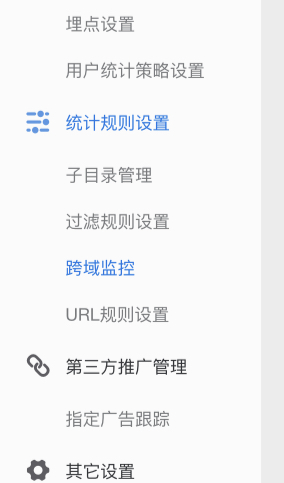 埋点设置
用户统计策略设置
统计规则设置
子目录管理
过滤规则设置
跨域监控
URL规则设置
第三方推广管理
指定广告跟踪
其它设置